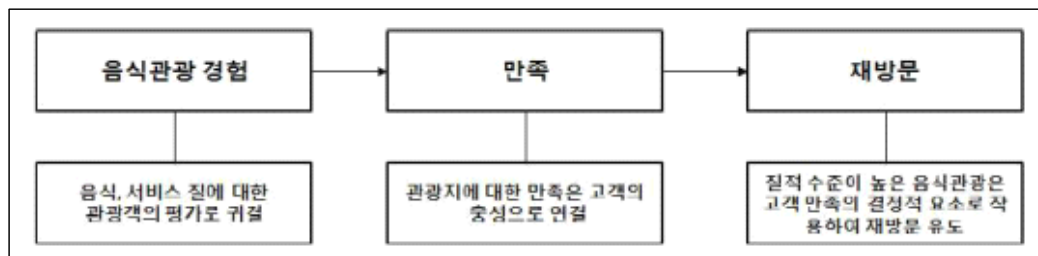 음식관광 경험
만족
재방문
음식, 서비스 질에 대한
관광객의 평가로 귀결
관광지에 대한 만족은 고객의
충성으로 연결
질적 수준이 높은 음식관광은
고객 만족의 결정적 요소로 작
용하여 재방문 유도